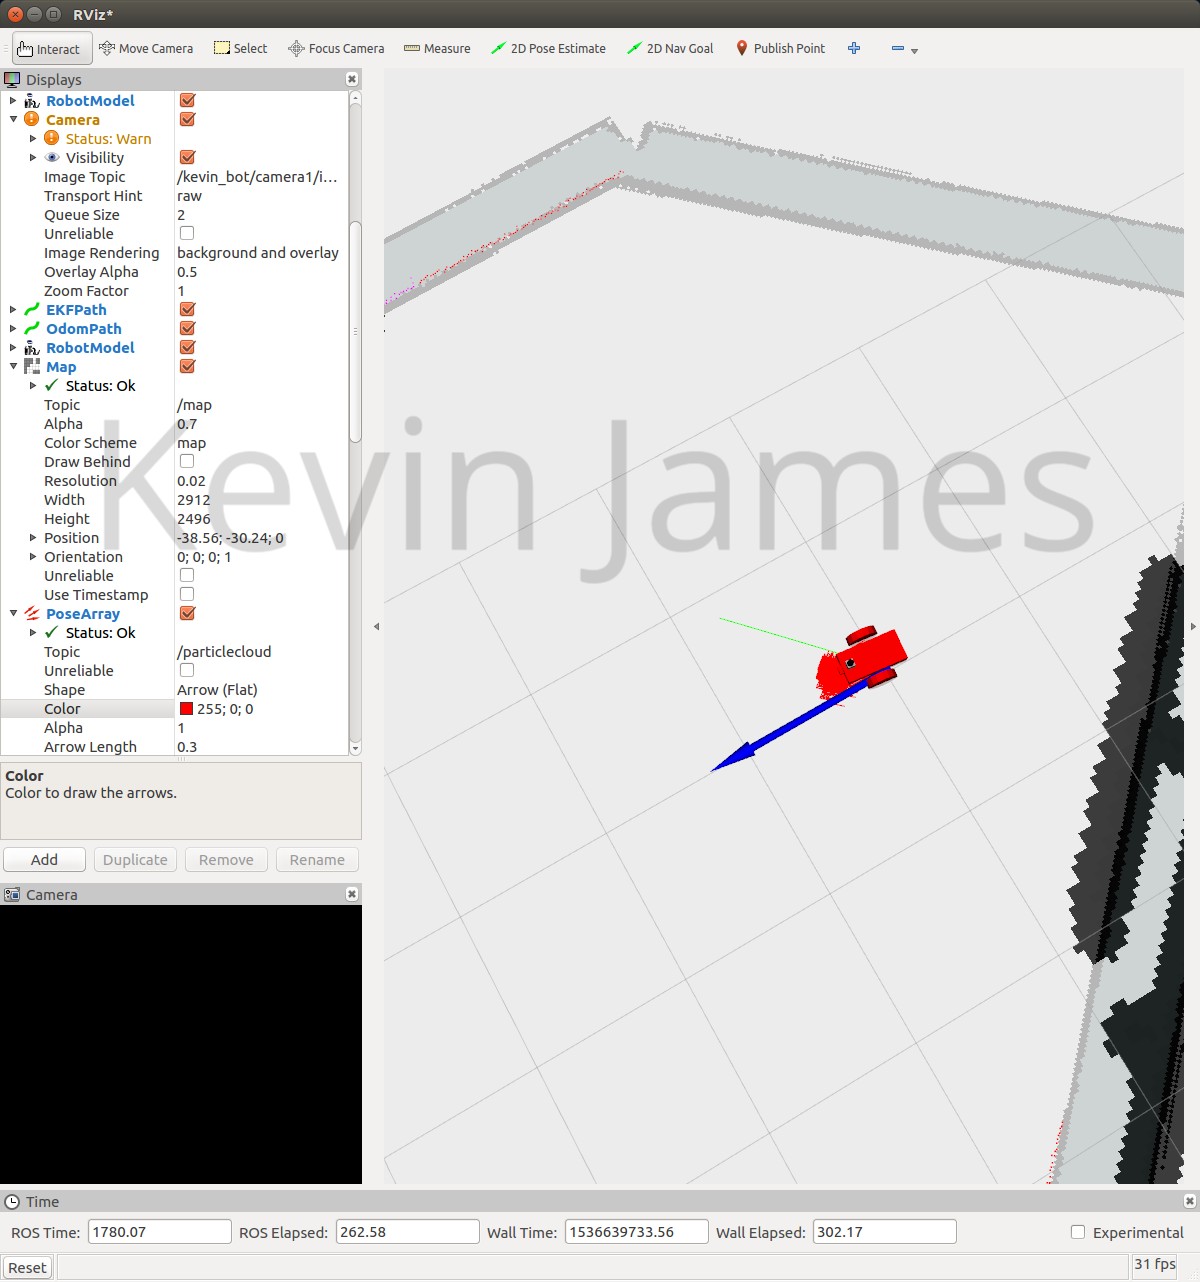 RViz*
Interact Move Camera Select Focus Camera Measure 2D Pose Estimate 2D Nav Goal Publish Point
Displays
RobotModel
Camera
Status: Warn
Visibility
Image Topic /kevin_bot/camera1/i...
Transport Hint raw
Queue Size 2
Unreliable
Image Rendering background and overlay
Overlay Alpha 0.5
Zoom Factor 1
EKFPath
OdomPath
RobotModel
Map
Status: Ok
Topic /map
Alpha 0.7
Color Scheme map
Draw Behind
Resolution 0.02
Width 2912
Height 2496
Position -38.56; -30.24; 0
Orientation 0; 0; 0; 1
Unreliable
Use Timestamp
PoseArray
Status: Ok
Topic /particlecloud
Unreliable
Shape Arrow (Flat)
Color 255; 0; 0
Alpha 1
Arrow Length 0.3
Kevin James
Color
Color to draw the arrows.
Add Duplicate Remove Rename
Camera
Time
ROS Time: 1780.07 ROS Elapsed: 262.58 Wall Time: 1536639733.56 Wall Elapsed: 302.17 Experimental
Reset 31 fps